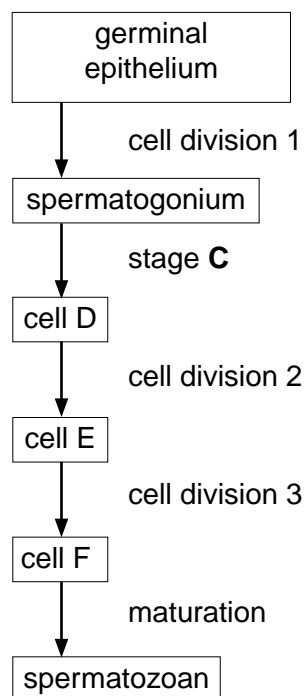 germinal
epithelium
cell division 1
spermatogonium
stage C
cell D
cell division 2
cell E
cell division 3
cell F
maturation
spermatozoan